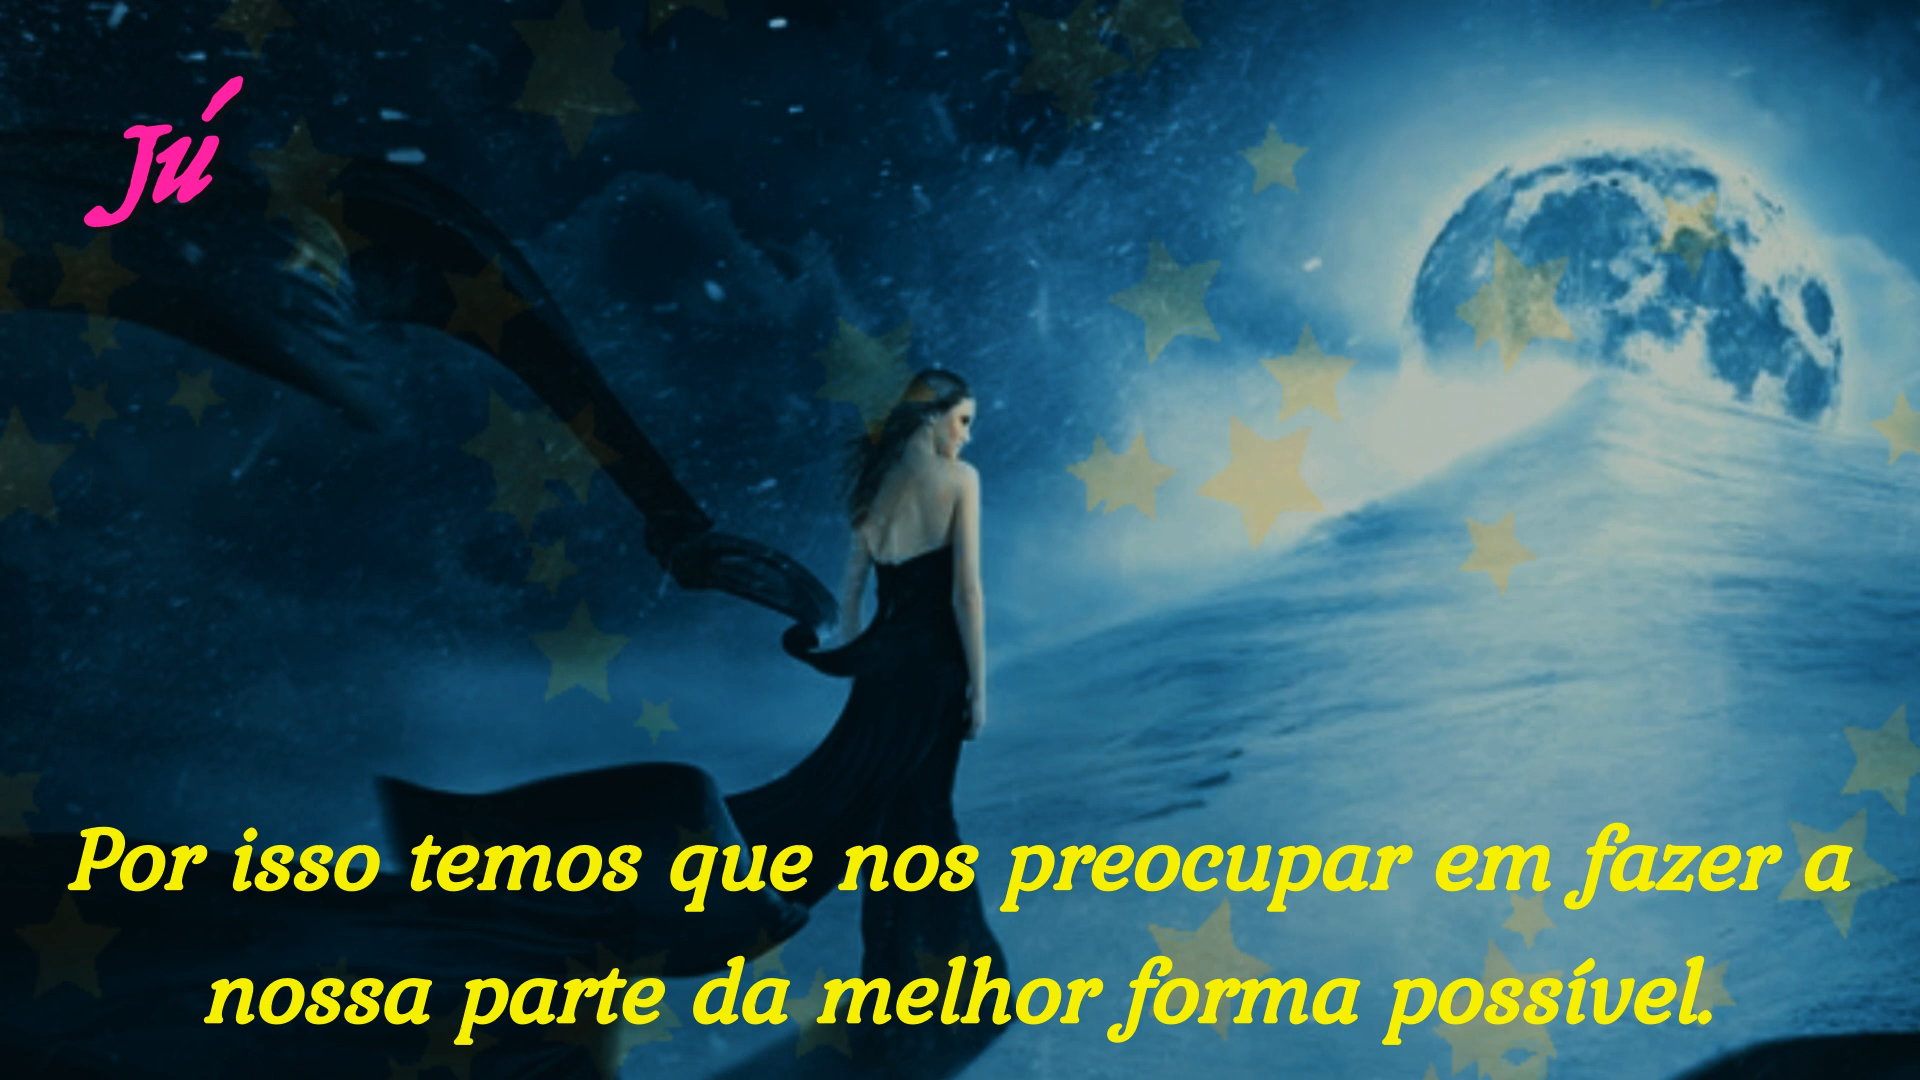 Jú
Por isso temos que nos preocupar em fazer a
nossa parte da melhor forma possível.